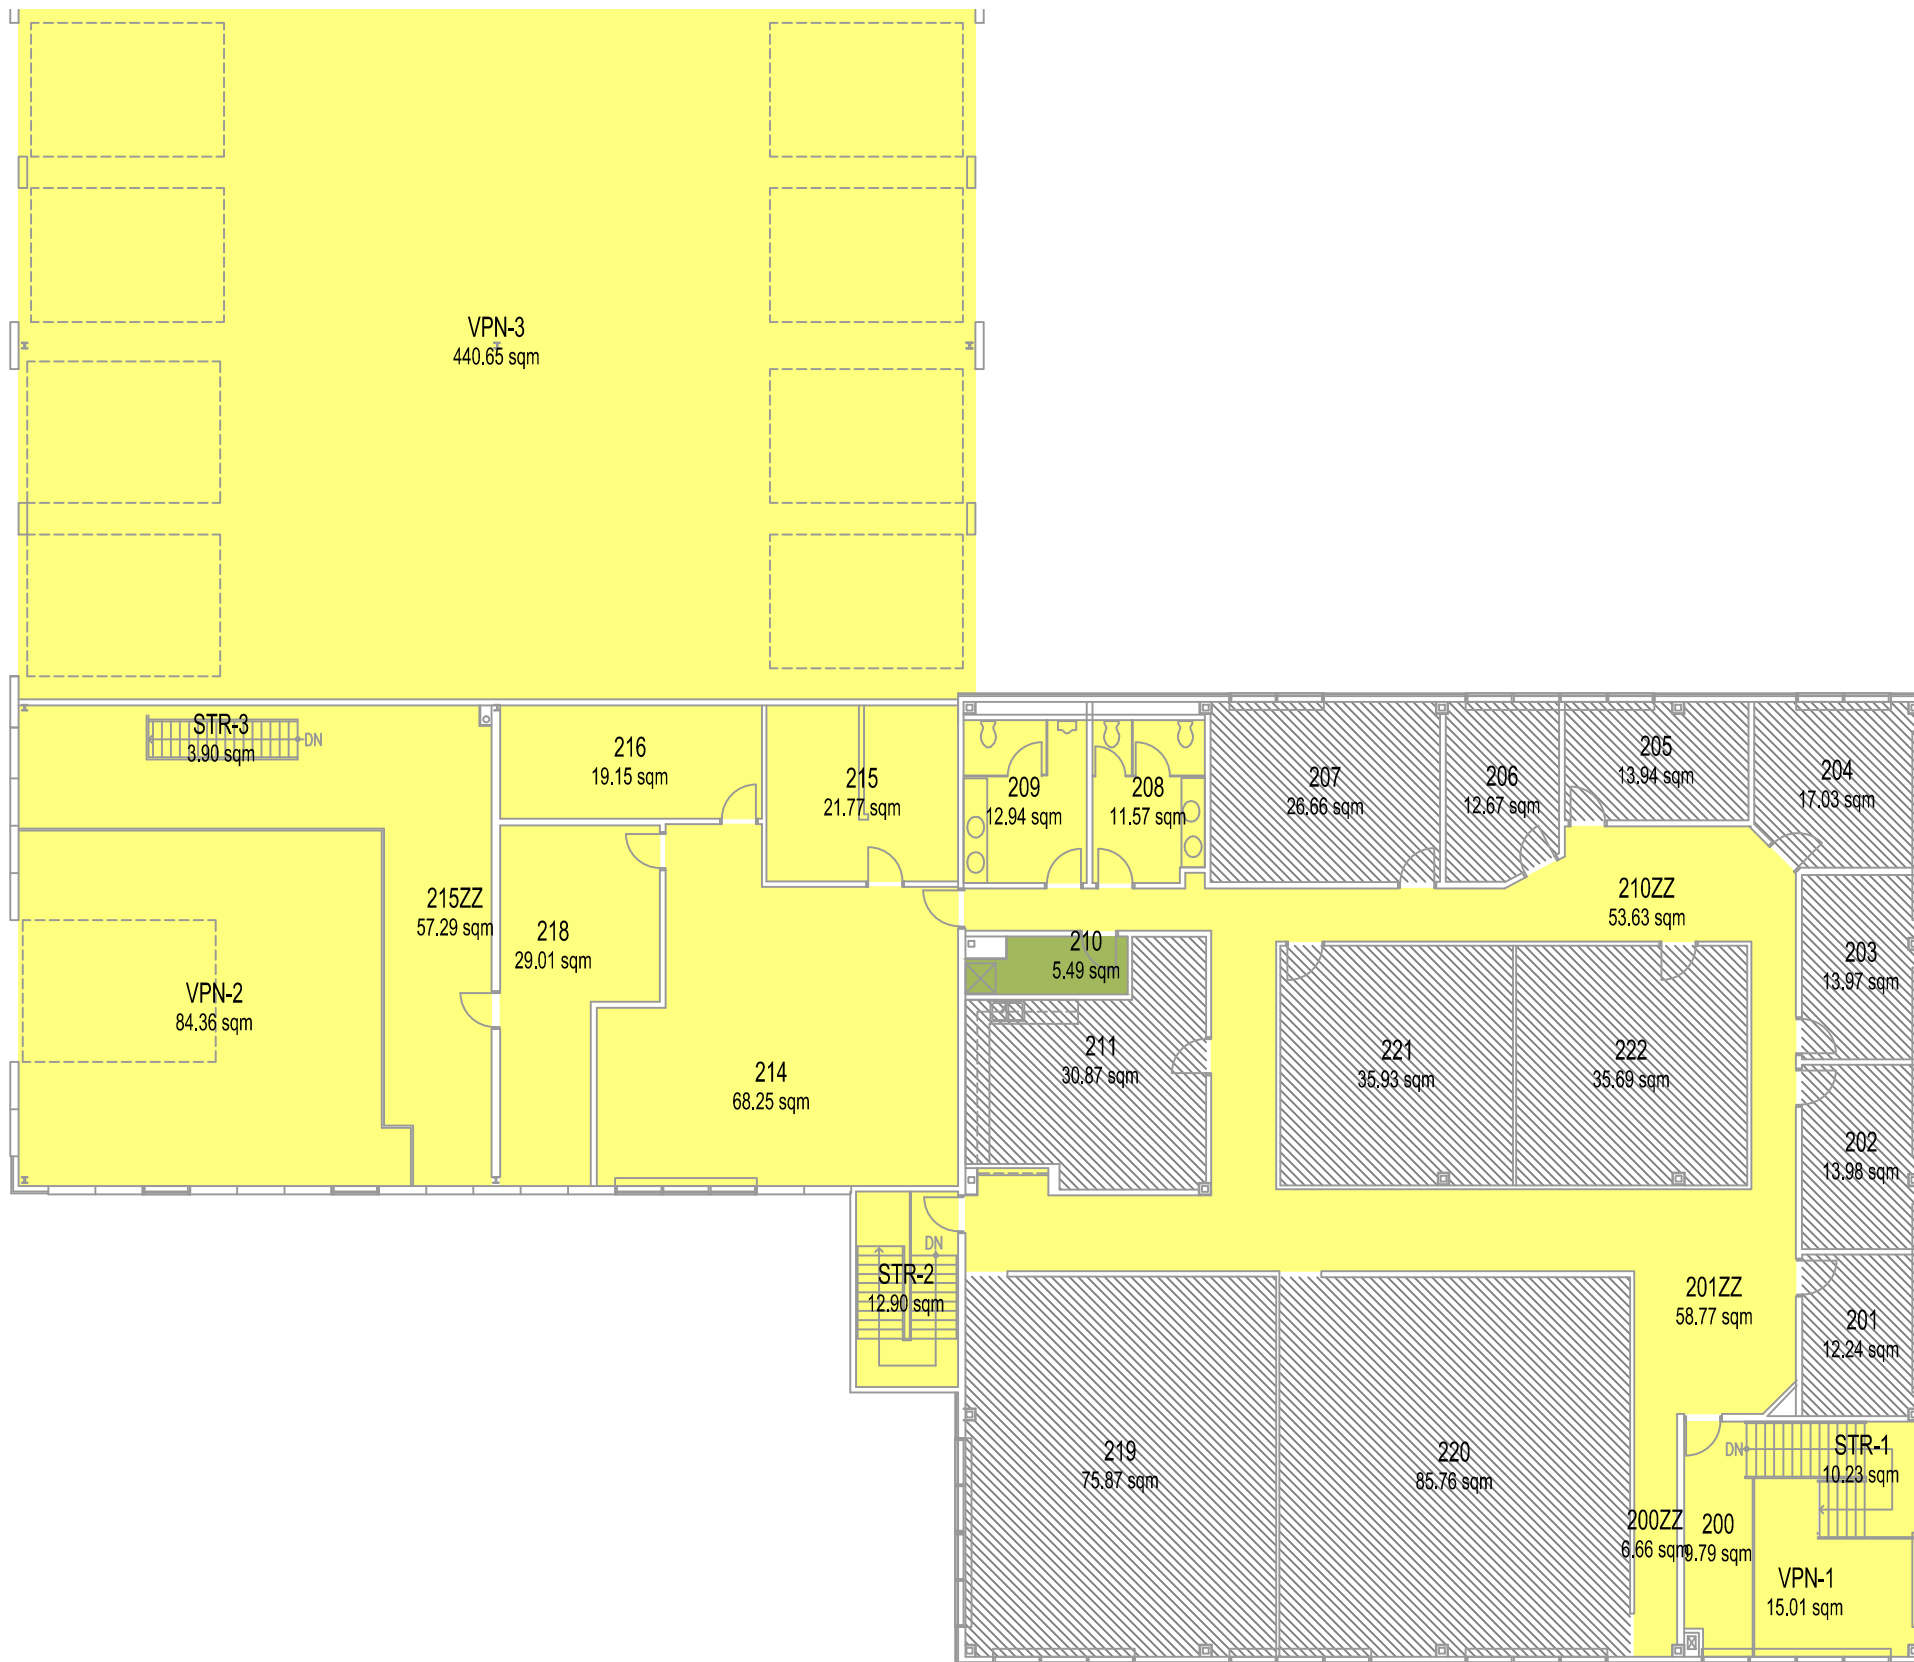 VPN-3
440.65 sqm
STR-3
3.90 sqm
DN
216
19.15 sqm
215
21.77 sqm
209
12.94 sqm
208
11.57 sqm
207
26.66 sqm
206
12.67 sqm
205
13.94 sqm
204
17.03 sqm
215ZZ
57.29 sqm
218
29.01 sqm
210
5.49 sqm
210ZZ
53.63 sqm
203
13.97 sqm
VPN-2
84.36 sqm
214
68.25 sqm
211
30.87 sqm
221
35.93 sqm
222
35.69 sqm
202
13.98 sqm
DN
STR-2
12.90 sqm
201ZZ
58.77 sqm
201
12.24 sqm
219
75.87 sqm
220
85.76 sqm
DN
STR-1
10.23 sqm
200ZZ
6.66 sqm
200
9.79 sqm
VPN-1
15.01 sqm